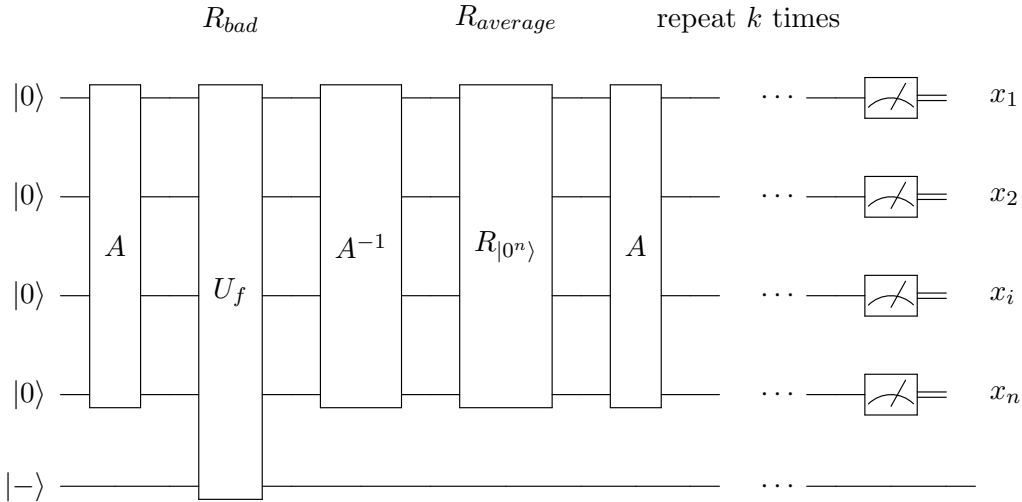 R_{bad} R_{average} repeat k times
|0⟩ x_1
|0⟩ x_2
A A^{-1} R_{|0^n⟩} A
U_f
|0⟩ x_i
|0⟩ x_n
|−⟩